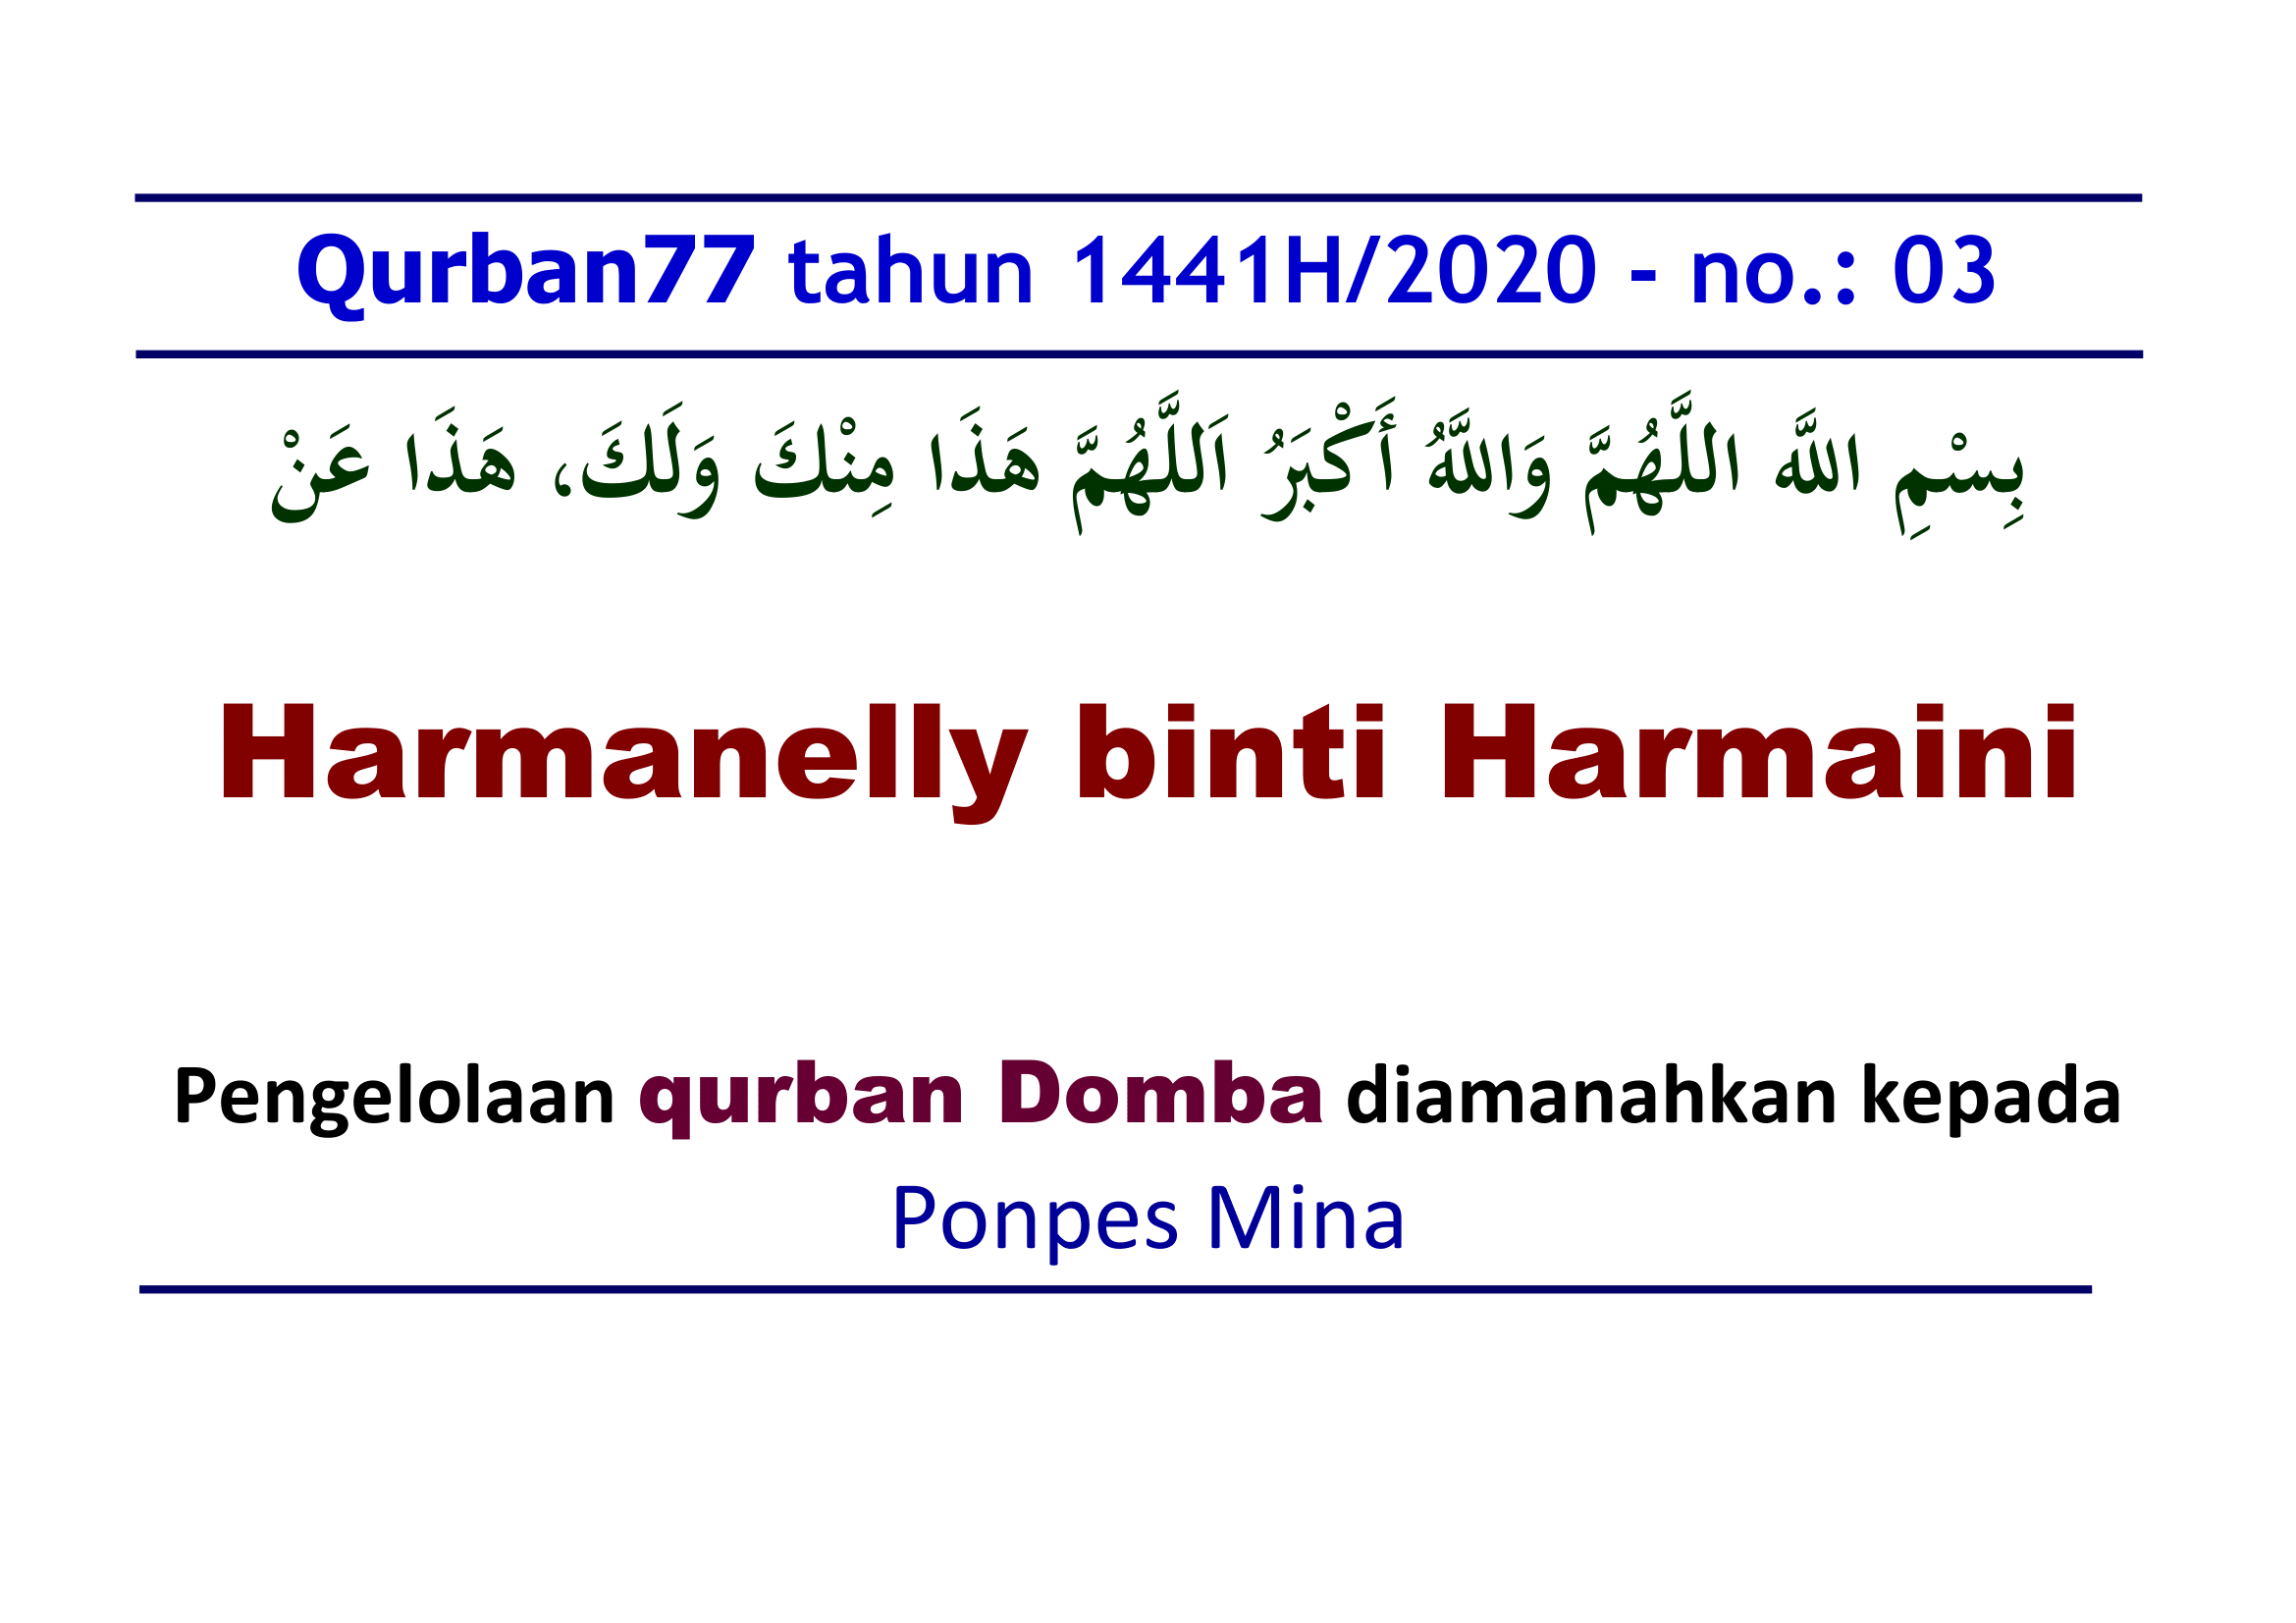 Qurban77 tahun 1441H/2020 - no.: 03
بِسْمِ اللَّه اَللَّهُمَّ وَاللَّهُ أَكْبَرُ اَللَّهُمَّ هَذَا مِنْكَ وَلَكَ، هَذَا عَنْ
Harmanelly binti Harmaini
Pengelolaan qurban Domba diamanahkan kepada
Ponpes Mina